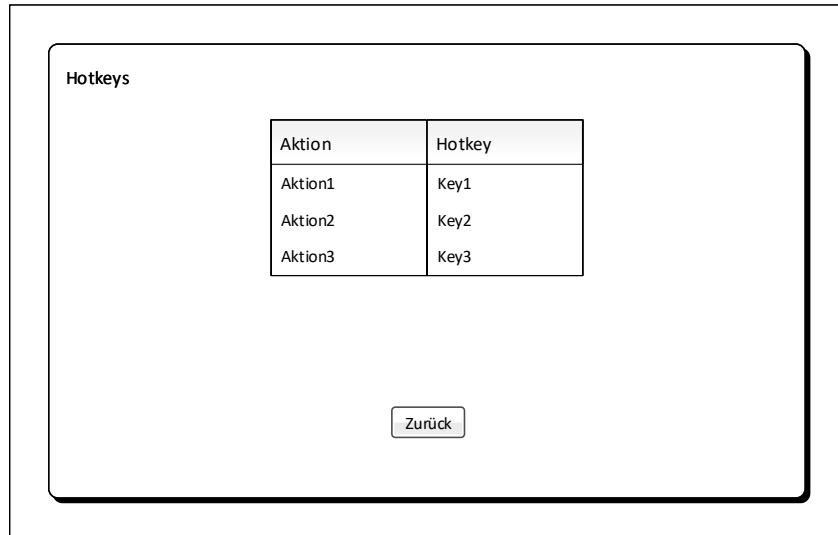 Hotkeys
Aktion Hotkey
Aktion1 Key1
Aktion2 Key2
Aktion3 Key3
Zurück